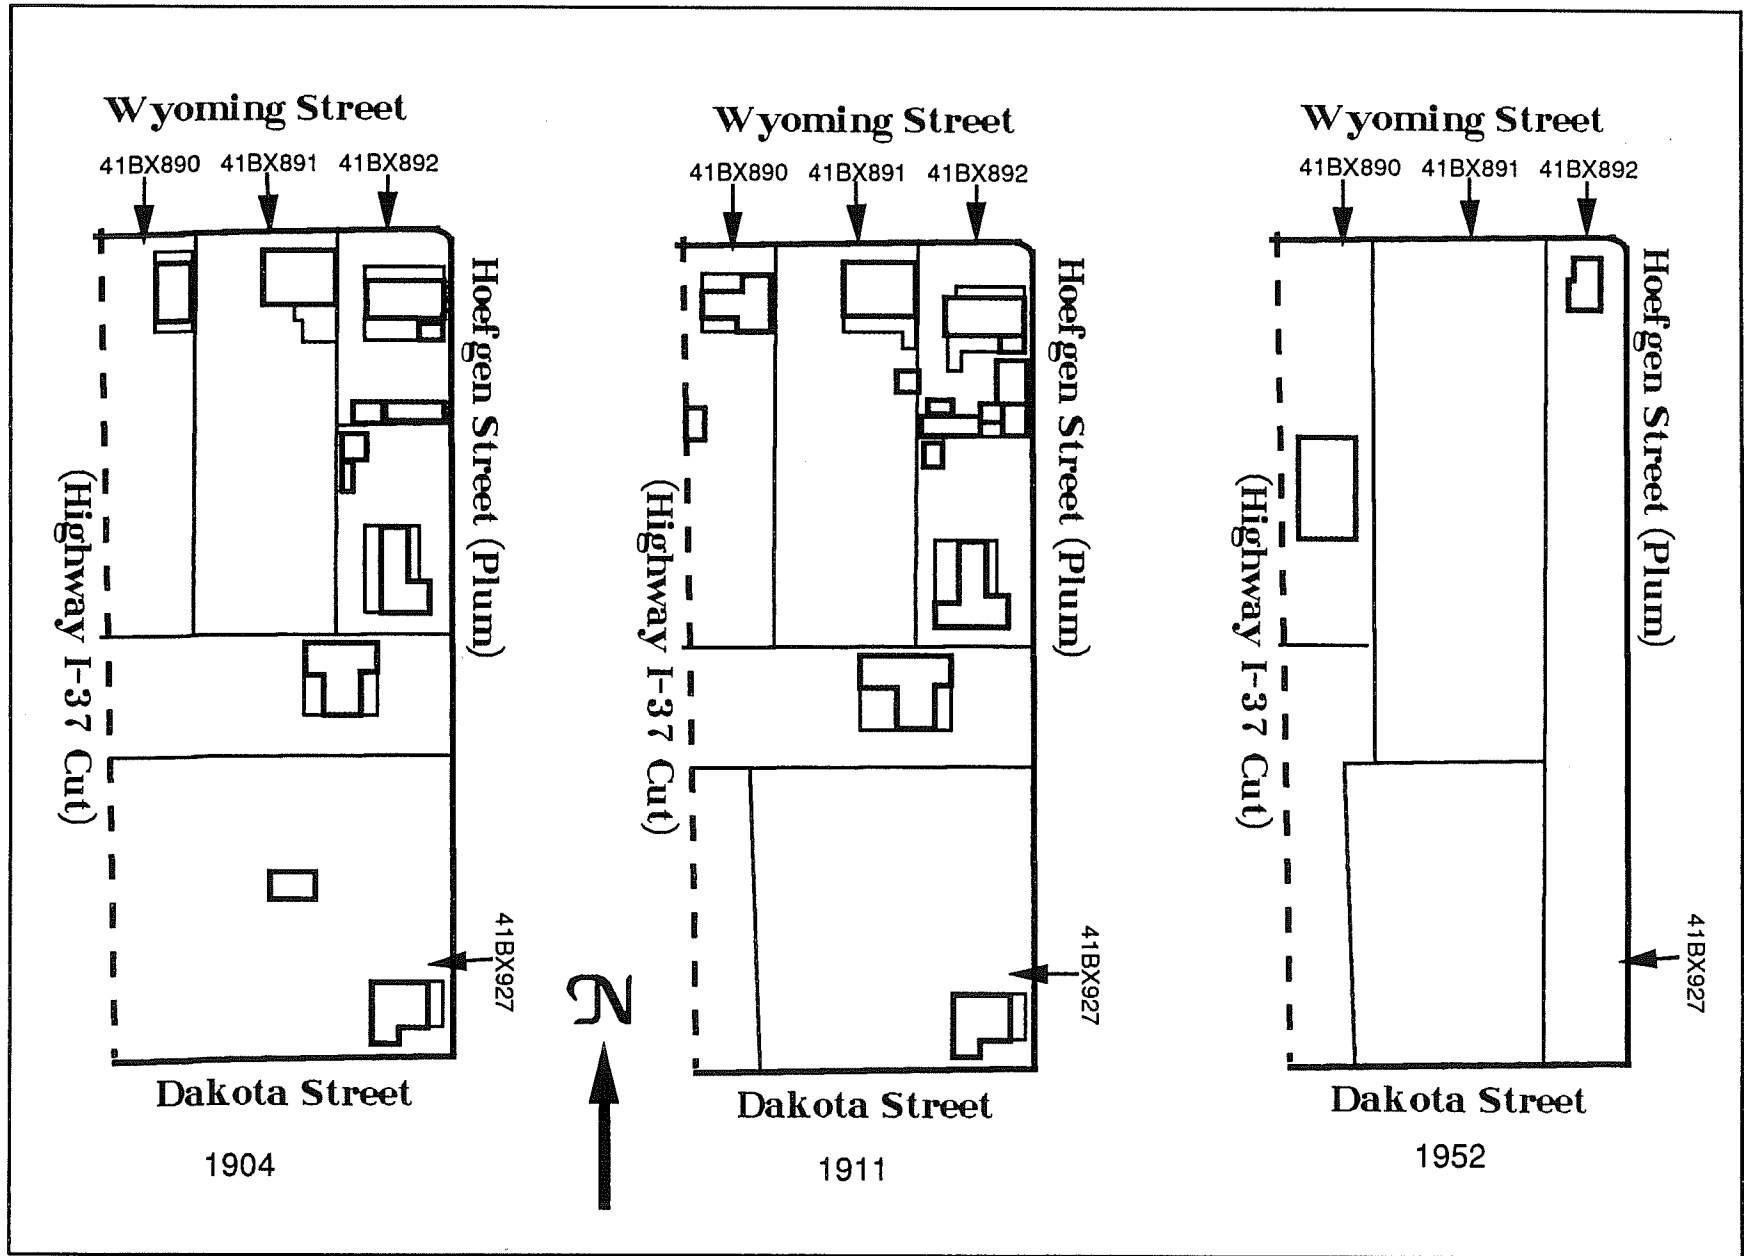 Wyoming Street
41BX890 41BX891 41BX892
Hoefgen Street (Plum)
(Highway I-37 Cut)
41BX927
Dakota Street
1904
N
Wyoming Street
41BX890 41BX891 41BX892
Hoefgen Street (Plum)
(Highway I-37 Cut)
41BX927
Dakota Street
1911
Wyoming Street
41BX890 41BX891 41BX892
Hoefgen Street (Plum)
(Highway I-37 Cut)
41BX927
Dakota Street
1952